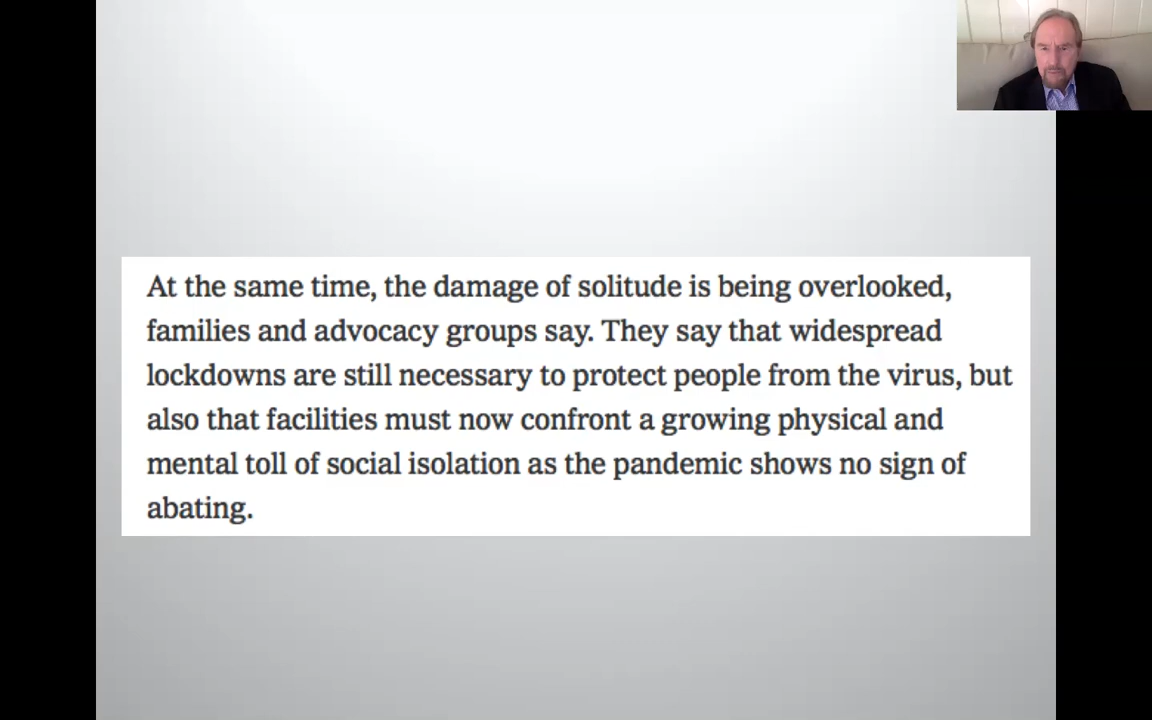 At the same time, the damage of solitude is being overlooked,
families and advocacy groups say. They say that widespread
lockdowns are still necessary to protect people from the virus, but
also that facilities must now confront a growing physical and
mental toll of social isolation as the pandemic shows no sign of
abating.